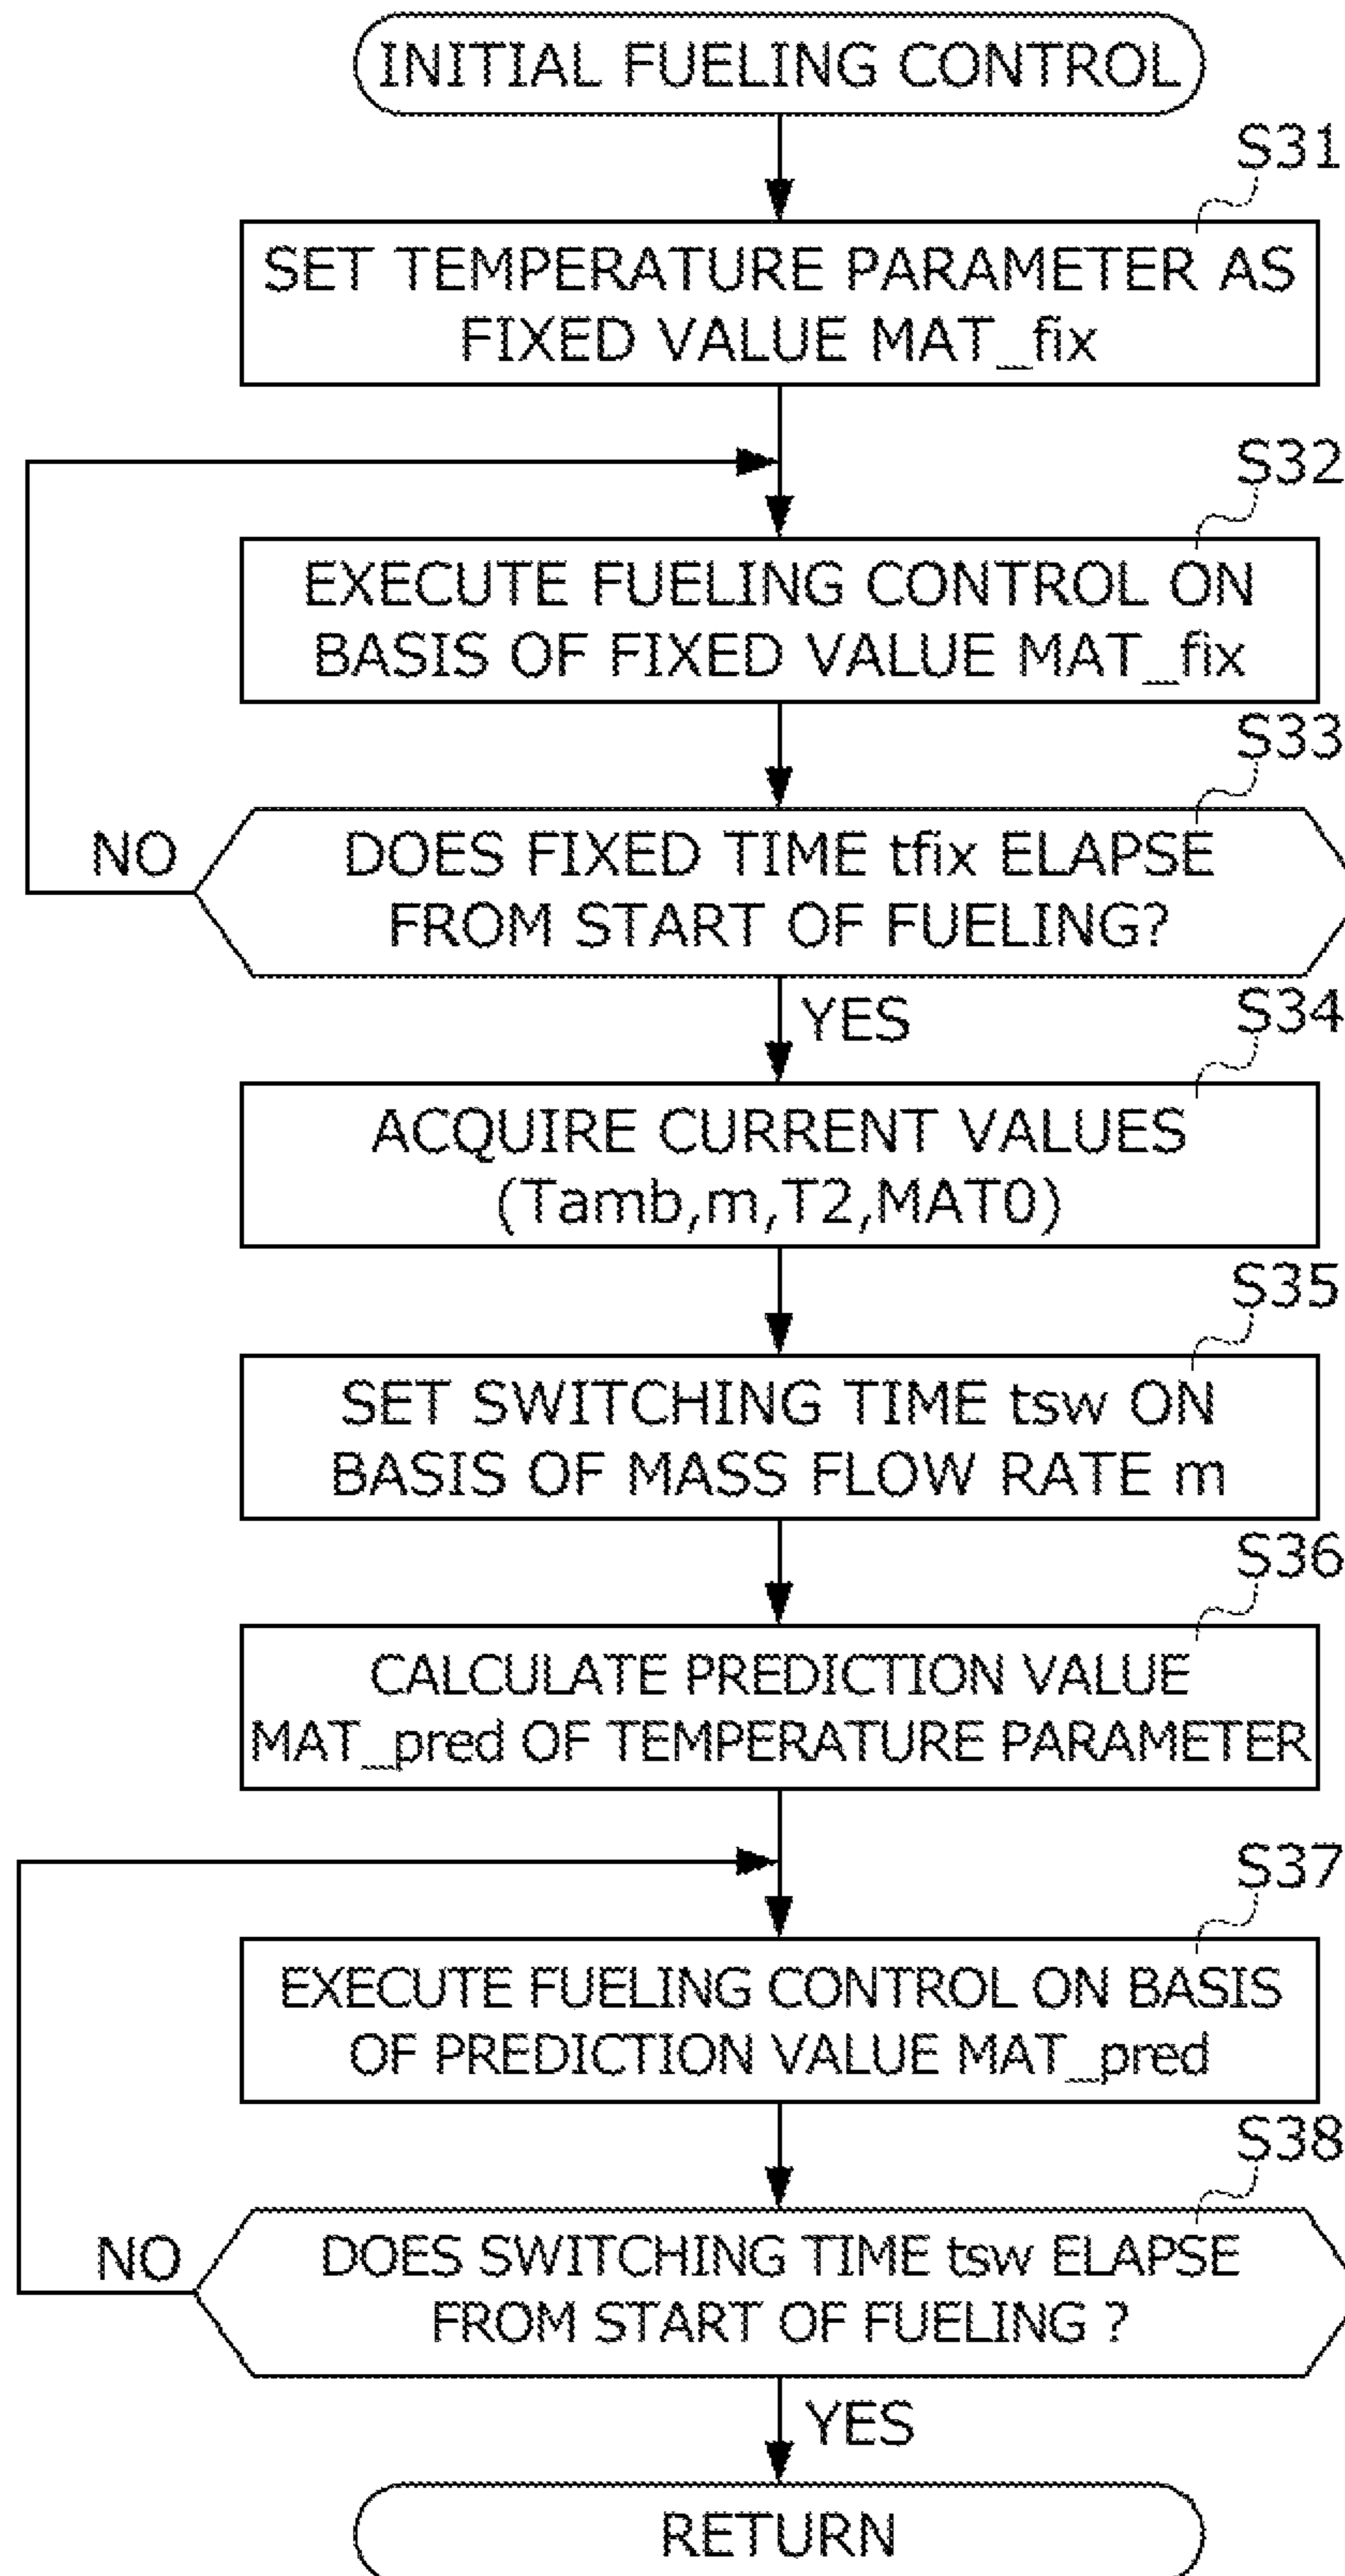 INITIAL FUELING CONTROL
S31
SET TEMPERATURE PARAMETER AS
FIXED VALUE MAT_fix
S32
EXECUTE FUELING CONTROL ON
BASIS OF FIXED VALUE MAT_fix
S33
NO
DOES FIXED TIME tfix ELAPSE
FROM START OF FUELING?
YES
S34
ACQUIRE CURRENT VALUES
(Tamb,m,T2,MAT0)
S35
SET SWITCHING TIME tsw ON
BASIS OF MASS FLOW RATE m
S36
CALCULATE PREDICTION VALUE
MAT_pred OF TEMPERATURE PARAMETER
S37
EXECUTE FUELING CONTROL ON BASIS
OF PREDICTION VALUE MAT_pred
S38
NO
DOES SWITCHING TIME tsw ELAPSE
FROM START OF FUELING ?
YES
RETURN